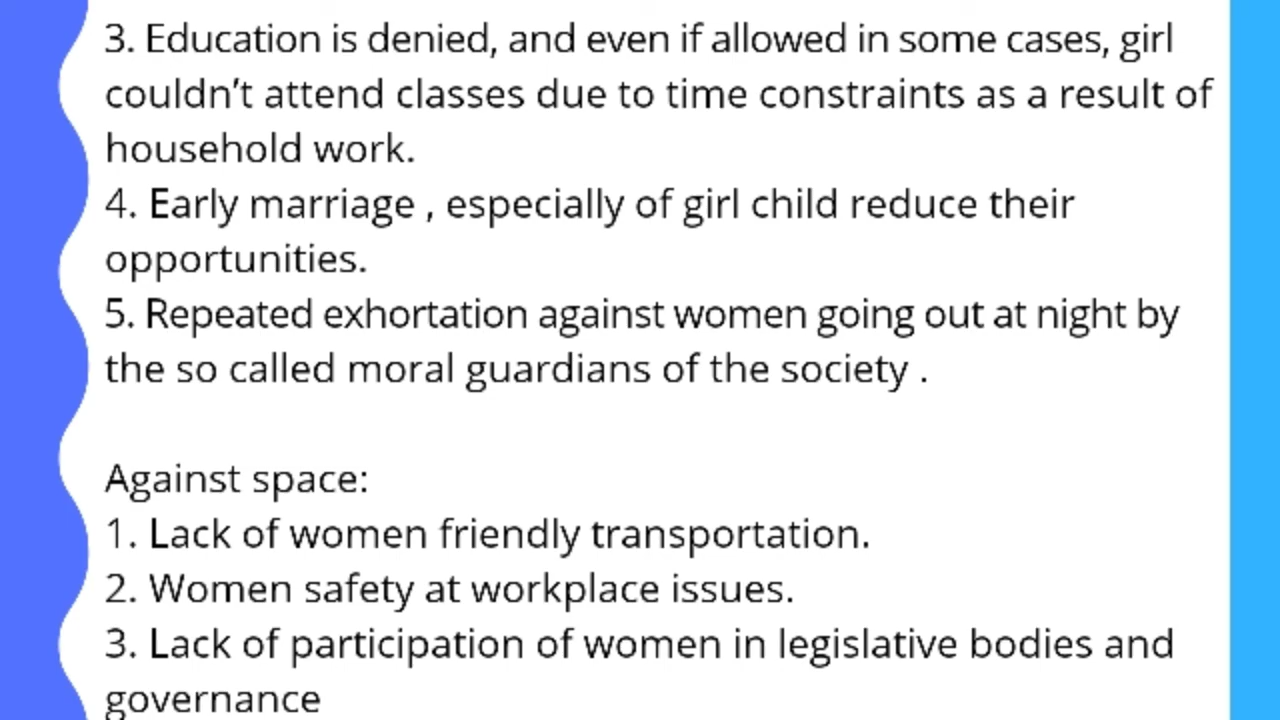 3. Education is denied, and even if allowed in some cases, girl
couldn’t attend classes due to time constraints as a result of
household work.
4. Early marriage , especially of girl child reduce their
opportunities.
5. Repeated exhortation against women going out at night by
the so called moral guardians of the society .
Against space:
1. Lack of women friendly transportation.
2. Women safety at workplace issues.
3. Lack of participation of women in legislative bodies and
governance